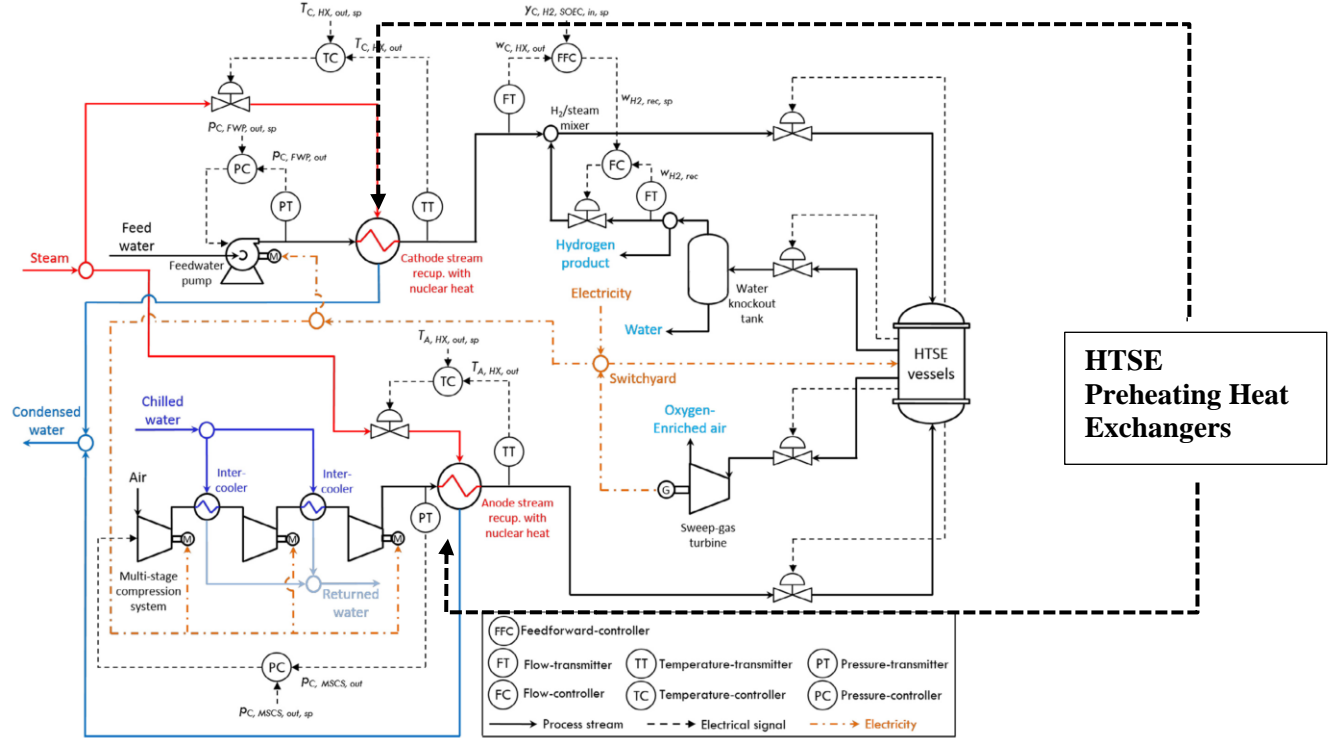 T_C, HX, out, sp
y_C, H2, SOEC, in, sp
TC
T_C, HX, out
w_C, HX, out
FFC
FT
w_H2, rec, sp
H2/steam
mixer
p_C, FWP, out, sp
PC
p_C, FWP, out
FC
w_H2, rec
PT
TT
FT
Feed
water
Steam
M
Feedwater
pump
Cathode stream
recup. with
nuclear heat
Hydrogen
product
Water
knockout
tank
Electricity
Water
T_A, HX, out, sp
T_A, HX, out
TC
Switchyard
HTSE
vessels
HTSE
Preheating Heat
Exchangers
Condensed
water
Chilled
water
Oxygen-
Enriched air
TT
Air
Inter-
cooler
Inter-
cooler
PT
Anode stream
recup. with
nuclear heat
G
Sweep-gas
turbine
M
M
M
Multi-stage
compression
system
Returned
water
PC
p_C, MSCS, out
p_C, MSCS, out, sp
FFC Feedforward-controller
FT Flow-transmitter TT Temperature-transmitter PT Pressure-transmitter
FC Flow-controller TC Temperature-controller PC Pressure-controller
Process stream Electrical signal Electricity